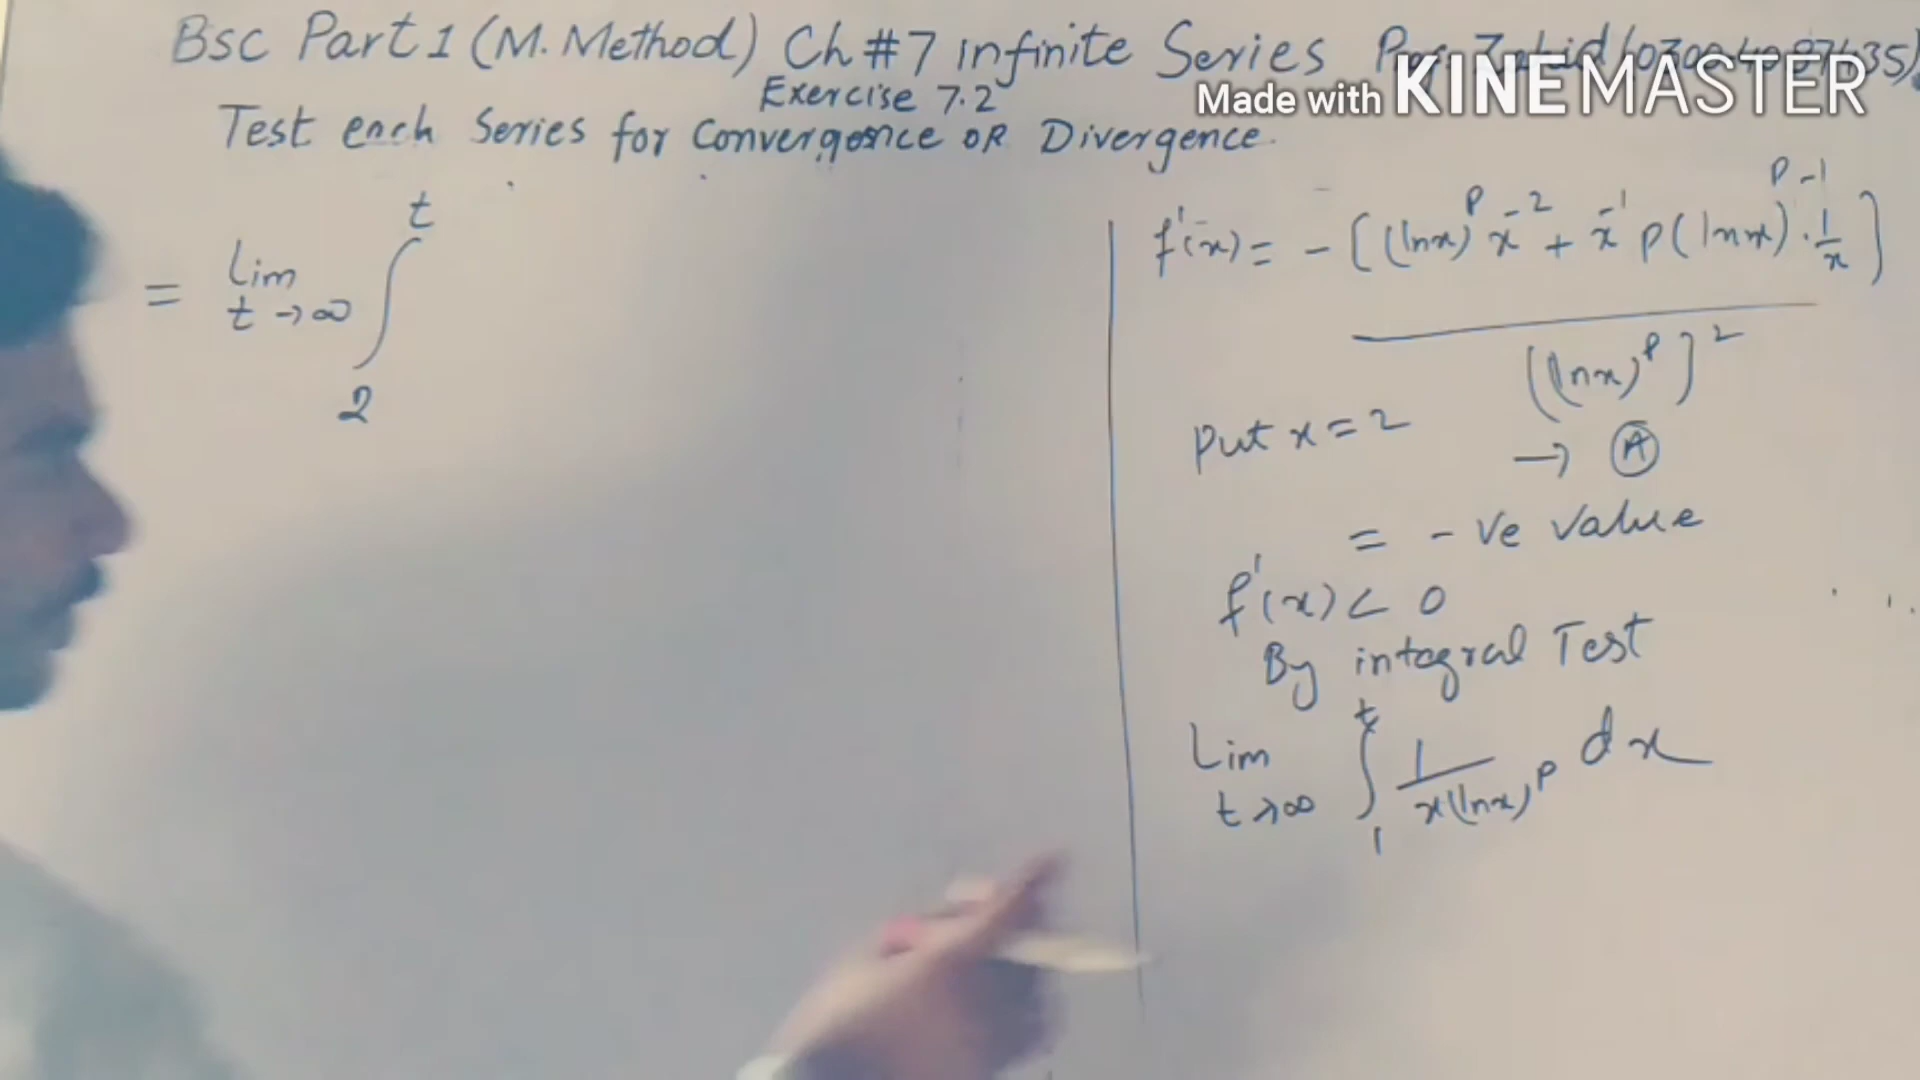 Bsc Part 1 (M. Method) Ch # 7 infinite Series
Made with KINEMASTER
Exercise 7.2
Test each Series for Convergence OR Divergence.
= Lim t→∞ ∫ 2 t
f'(x) = - [(lnx)^p x^-2 + x^-1 p(lnx)^p-1 . 1/x]
[(lnx)^p]^2
Put x = 2 → A
= - ve value
f'(x) < 0
By integral Test
Lim t→∞ ∫ 1 t 1/x(lnx)^p dx